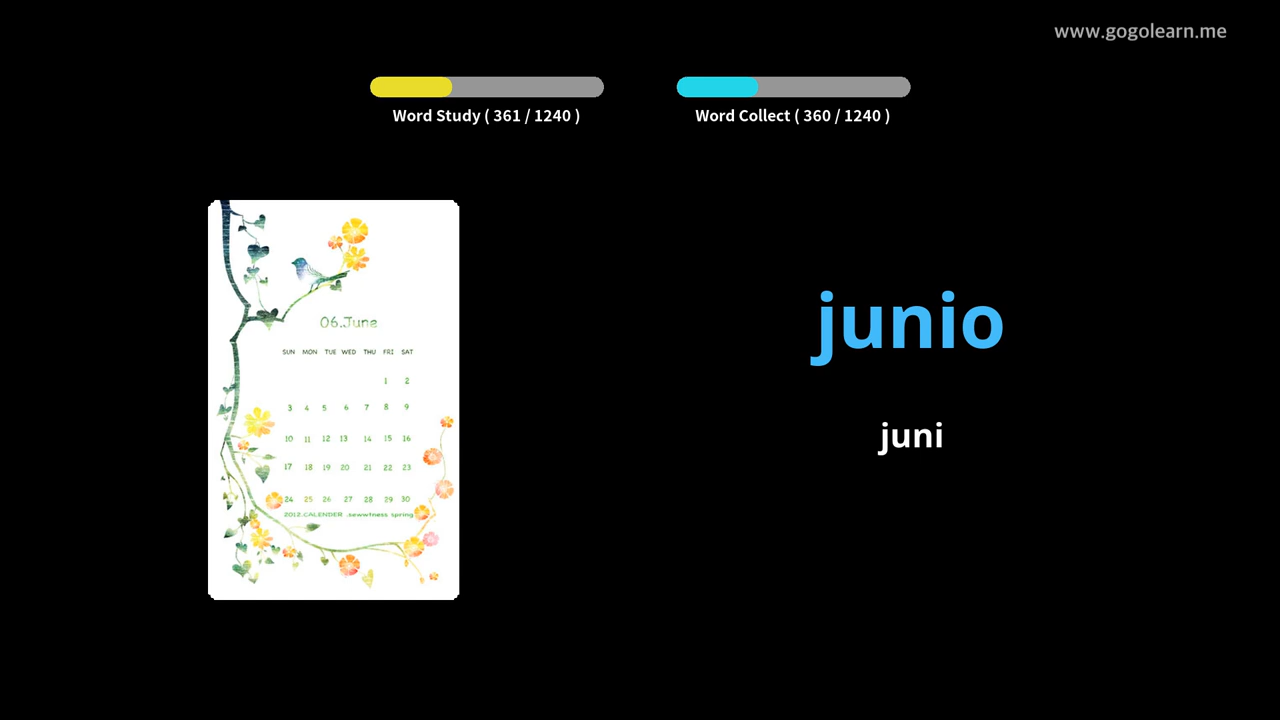 www.gogolearn.me
Word Study ( 361 / 1240 )
Word Collect ( 360 / 1240 )
06.June
SUN MON TUE WED THU FRI SAT
1 2
3 4 5 6 7 8 9
10 11 12 13 14 15 16
17 18 19 20 21 22 23
24 25 26 27 28 29 30
2012.CALENDER .sewwtness spring
junio
juni